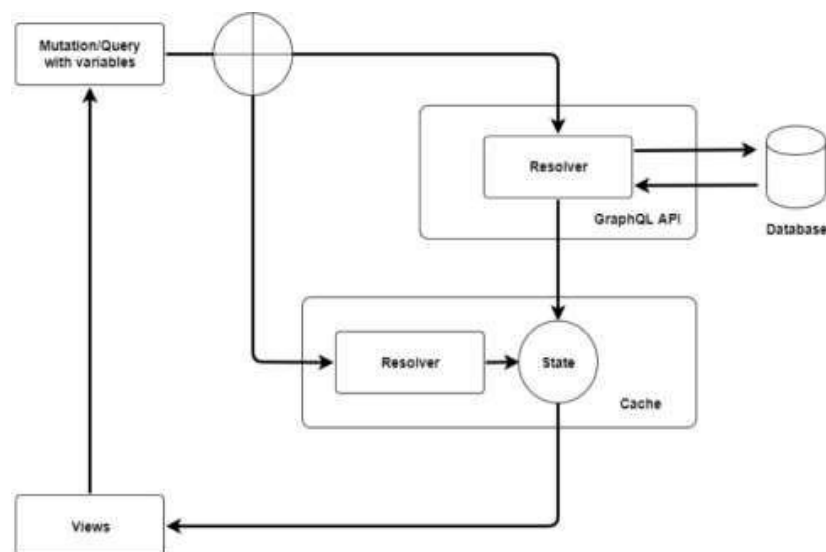 Mutation/Query
with variables
Resolver
GraphQL API
Database
Resolver
State
Cache
Views